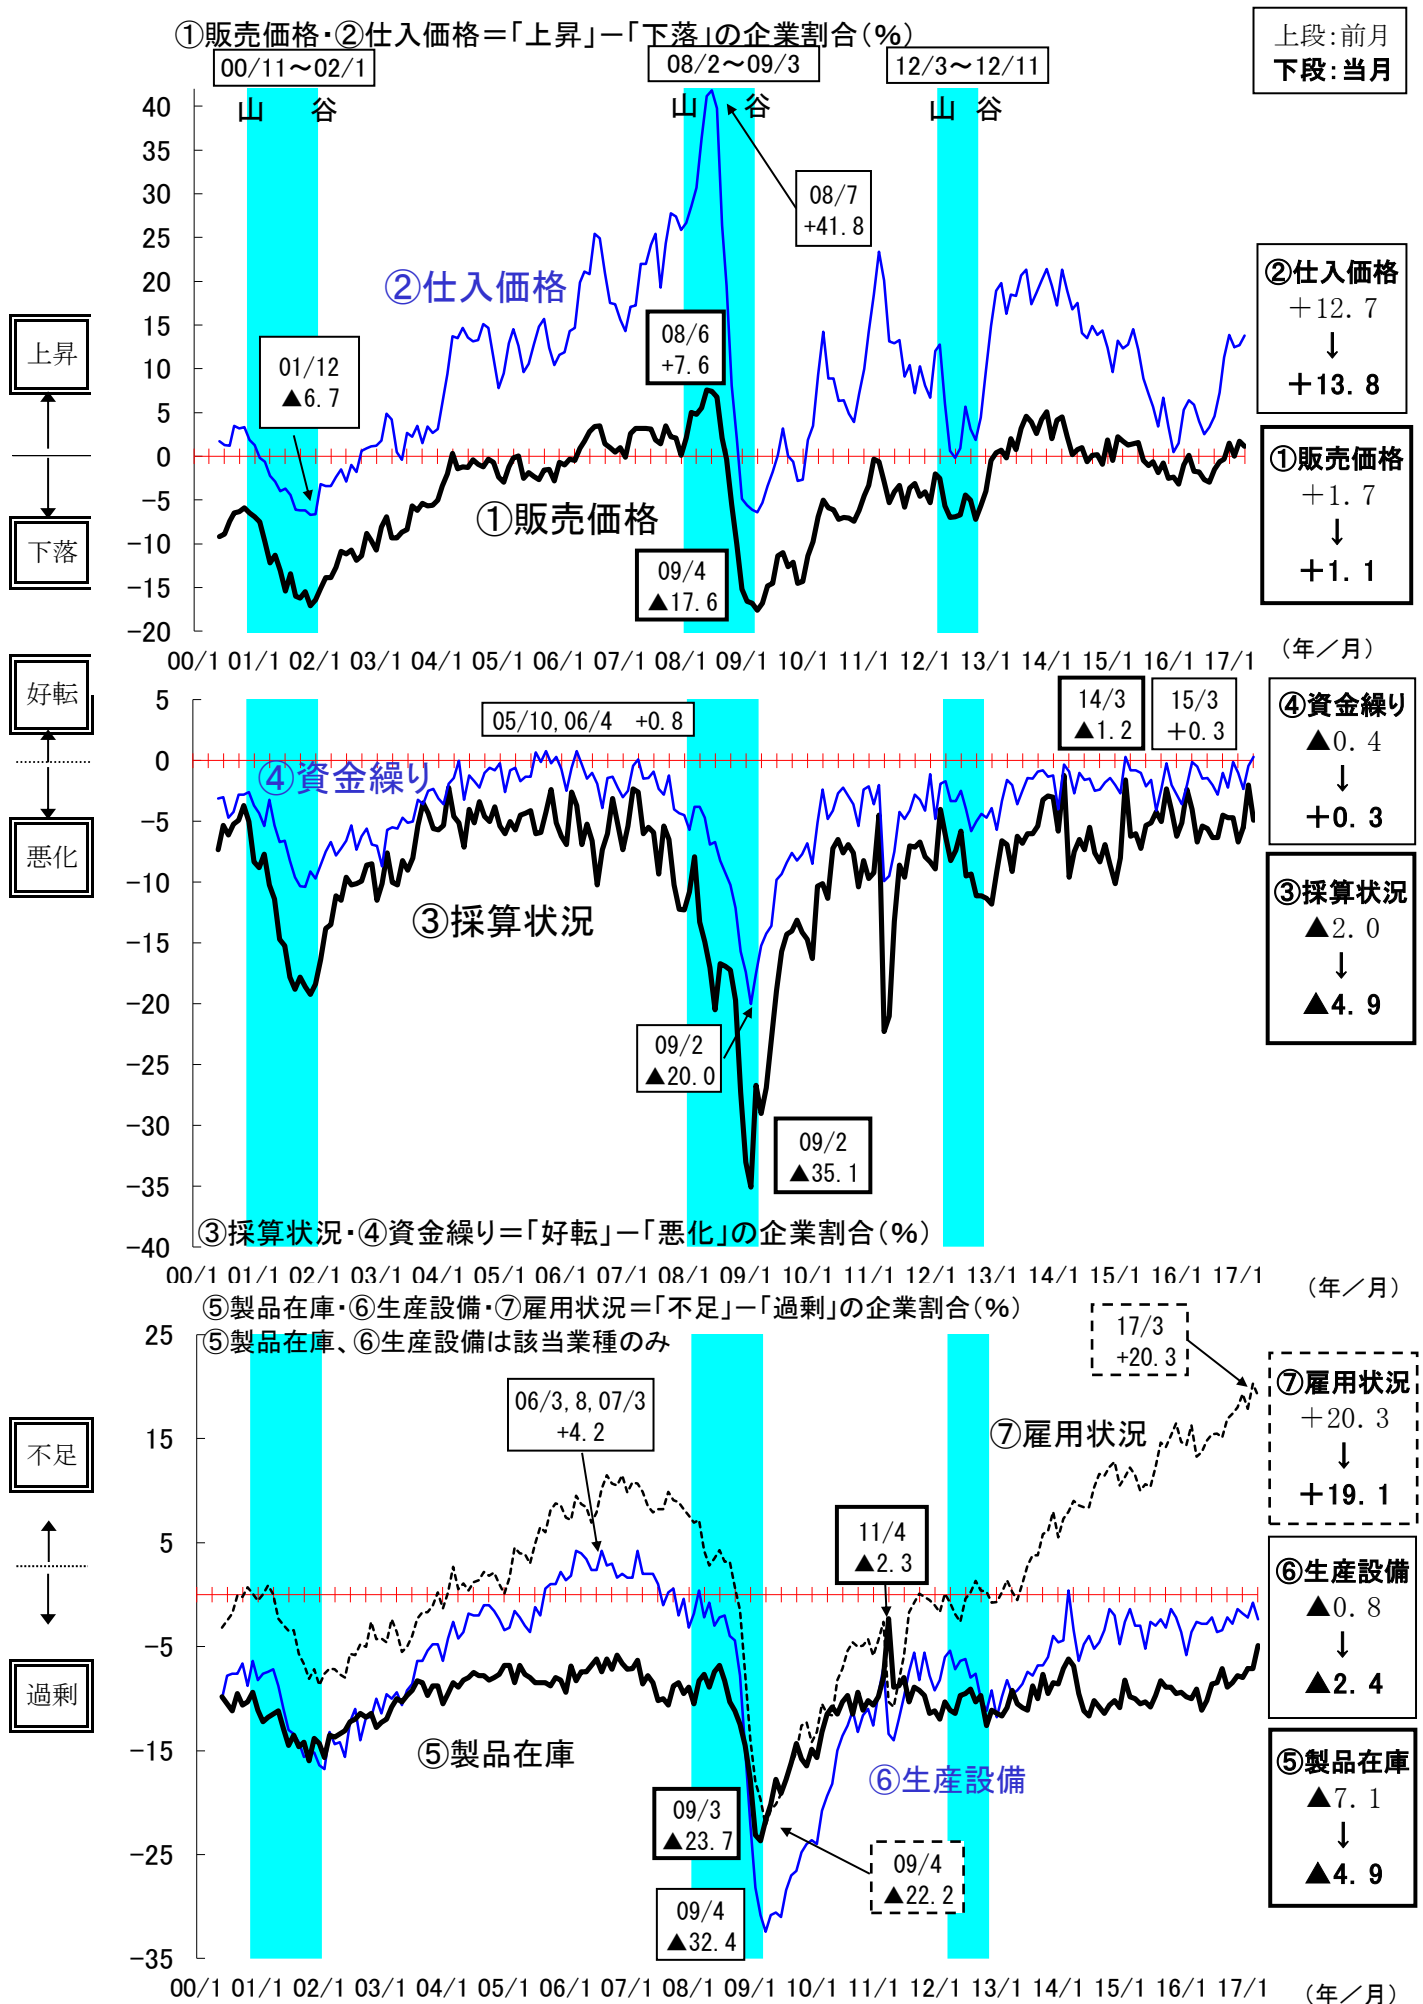 ①販売価格・②仕入価格＝「上昇」－「下落」の企業割合（％）
上段：前月
下段：当月
00/11～02/1
08/2～09/3
12/3～12/11
山 谷
山 谷
山 谷
40
35
30
25
20
15
10
5
0
-5
-10
-15
-20
上昇
下落
08/7
+41.8
②仕入価格
01/12
▲6.7
08/6
+7.6
①販売価格
09/4
▲17.6
②仕入価格
＋12.7
↓
＋13.8
①販売価格
＋1.7
↓
＋1.1
00/1 01/1 02/1 03/1 04/1 05/1 06/1 07/1 08/1 09/1 10/1 11/1 12/1 13/1 14/1 15/1 16/1 17/1
（年／月）
好転
悪化
5
0
-5
-10
-15
-20
-25
-30
-35
-40
05/10,06/4 +0.8
14/3
▲1.2
15/3
＋0.3
④資金繰り
③採算状況
09/2
▲20.0
09/2
▲35.1
④資金繰り
▲0.4
↓
＋0.3
③採算状況
▲2.0
↓
▲4.9
③採算状況・④資金繰り＝「好転」－「悪化」の企業割合（％）
00/1 01/1 02/1 03/1 04/1 05/1 06/1 07/1 08/1 09/1 10/1 11/1 12/1 13/1 14/1 15/1 16/1 17/1
（年／月）
⑤製品在庫・⑥生産設備・⑦雇用状況＝「不足」－「過剰」の企業割合（％）
⑤製品在庫、⑥生産設備は該当業種のみ
25
15
5
-5
-15
-25
-35
不足
過剰
17/3
+20.3
06/3,8,07/3
+4.2
⑦雇用状況
11/4
▲2.3
⑤製品在庫
⑥生産設備
09/3
▲23.7
09/4
▲22.2
09/4
▲32.4
⑦雇用状況
＋20.3
↓
＋19.1
⑥生産設備
▲0.8
↓
▲2.4
⑤製品在庫
▲7.1
↓
▲4.9
00/1 01/1 02/1 03/1 04/1 05/1 06/1 07/1 08/1 09/1 10/1 11/1 12/1 13/1 14/1 15/1 16/1 17/1
（年／月）